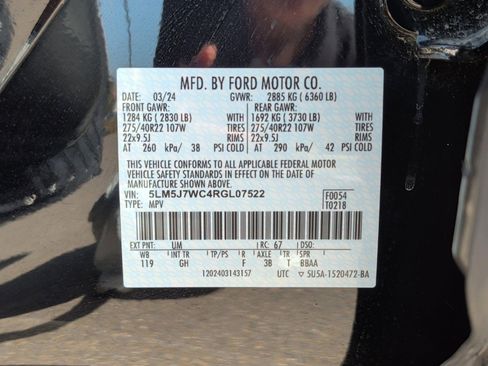 MFD. BY FORD MOTOR CO.
DATE: 03/24 GVWR: 2885 KG ( 6360 LB)
FRONT GAWR: REAR GAWR:
1284 KG ( 2830 LB) WITH 1692 KG ( 3730 LB) WITH
275/40R22 107W TIRES 275/40R22 107W TIRES
22x9.5J RIMS 22x9.5J RIMS
AT 260 kPa/ 38 PSI COLD AT 290 kPa/ 42 PSI COLD
THIS VEHICLE CONFORMS TO ALL APPLICABLE FEDERAL MOTOR
VEHICLE SAFETY STANDARDS IN EFFECT ON THE DATE OF
MANUFACTURE SHOWN ABOVE.
VIN: 5LM5J7WC4RGL07522 F0054
TYPE: MPV T0218
EXT PNT: UM RC: 67 DSO:
WB INT TR TP/PS R AXLE TR SPR
119 GH F 3B T BBAA
1202403143157 UTC ▽ 5U5A-1520472-BA